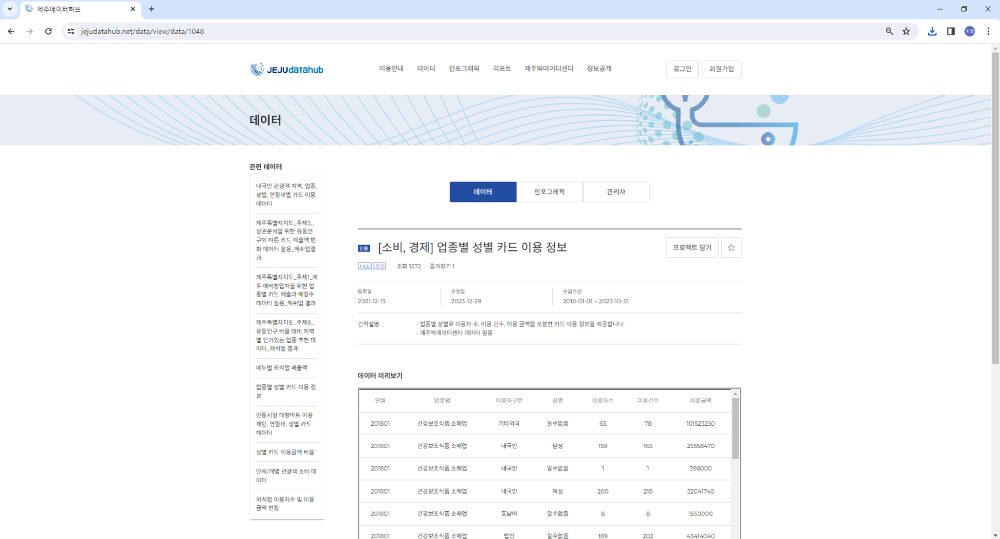 제주데이터허브
jejudatahub.net/data/view/data/1048
한열
JEJUdatahub
이용안내 데이터 인포그래픽 리포트 제주빅데이터센터 정보공개
로그인 회원가입
데이터
관련 데이터
내국인 관광객 지역, 업종,
성별, 연령대별 카드 이용
데이터
제주특별자치도_주제3_
상권분석을 위한 유동인
구에 따른 카드 매출액 변
화 데이터 활용_매쉬업결
과
제주특별자치도_주제1_제
주 예비창업자를 위한 업
종별 카드 매출과 매장수
데이터 활용_매쉬업 결과
제주특별자치도_주제8_
유동인구 비율 대비 지역
별 인기있는 업종 추천 데
이터_매쉬업 결과
메뉴별 외식업 매출액
업종별 성별 카드 이용 정
보
전통시장 대형마트 이용
패턴, 연령대, 성별 카드
데이터
성별 카드 이용금액 비율
단체/개별 관광객 소비 데
이터
외식업 이용자수 및 이용
금액 현황
데이터 인포그래픽 관리자
인증 [소비, 경제] 업종별 성별 카드 이용 정보
프로젝트 담기
FILE 영상 조회 1272 즐겨찾기 1
등록일 수정일 수집기간
2021-12-13 2023-12-29 2018-01-01 ~ 2023-10-31
간략설명 - 업종별 성별로 이용자 수, 이용 건수, 이용 금액을 포함한 카드 이용 정보를 제공합니다.
- 제주빅데이터센터 데이터 활용
데이터 미리보기
연월 업종명 이용자구분 성별 이용자수 이용건수 이용금액
201801 건강보조식품 소매업 기타외국 알수없음 65 78 101523250
201801 건강보조식품 소매업 내국인 남성 159 165 25558470
201801 건강보조식품 소매업 내국인 알수없음 1 1 396000
201801 건강보조식품 소매업 내국인 여성 200 218 32041740
201801 건강보조식품 소매업 동남아 알수없음 8 8 1550000
201801 건강보조식품 소매업 법인 알수없음 189 202 43414040